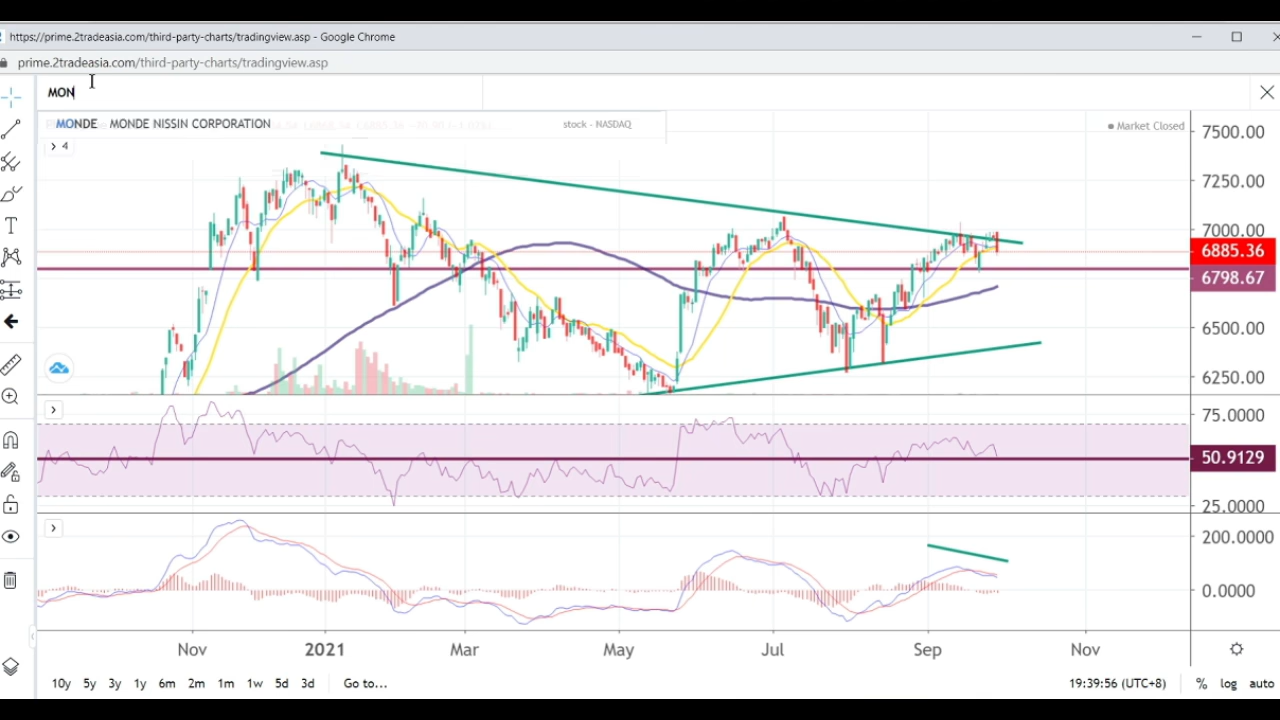 https://prime.2tradeasia.com/third-party-charts/tradingview.asp - Google Chrome
prime.2tradeasia.com/third-party-charts/tradingview.asp
MON
MONDE MONDE NISSIN CORPORATION stock - NASDAQ
Market Closed
4
7500.00
7250.00
7000.00
6885.36
6798.67
6500.00
6250.00
75.0000
50.9129
25.0000
200.0000
0.0000
Nov 2021 Mar May Jul Sep Nov
10y 5y 3y 1y 6m 2m 1m 1w 5d 3d Go to... 19:39:56 (UTC+8) % log auto